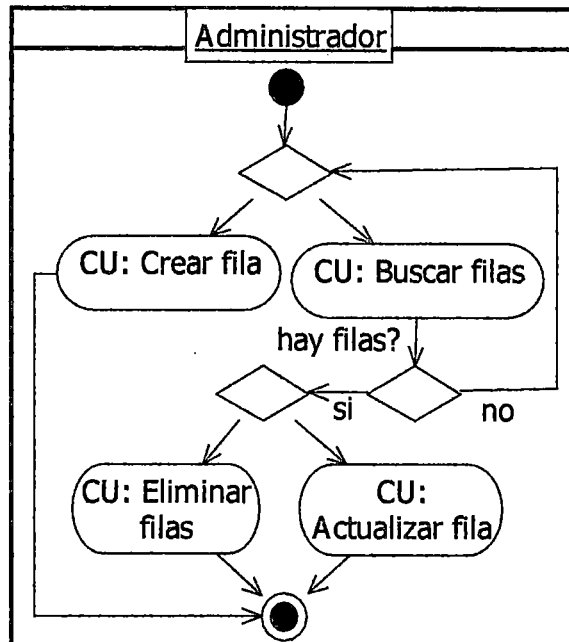 Administrador
CU: Crear fila
CU: Buscar filas
hay filas?
si
no
CU: Eliminar
filas
CU:
Actualizar fila